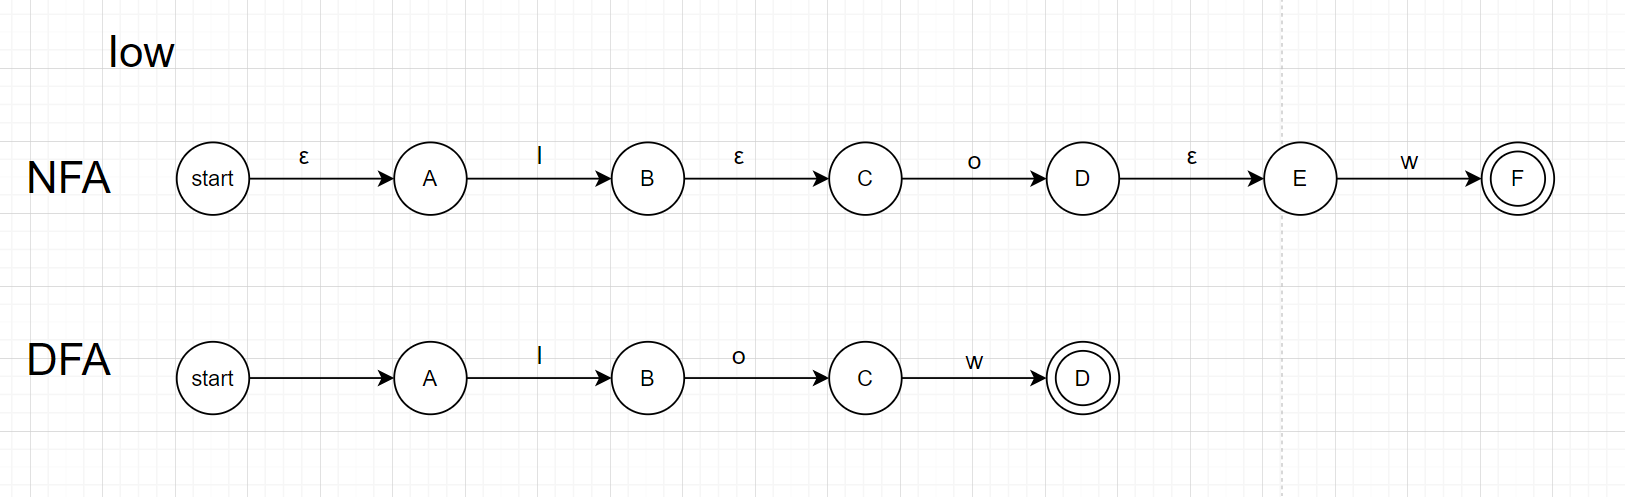 low
NFA start ε A l B ε C o D ε E w F
DFA start A l B o C w D